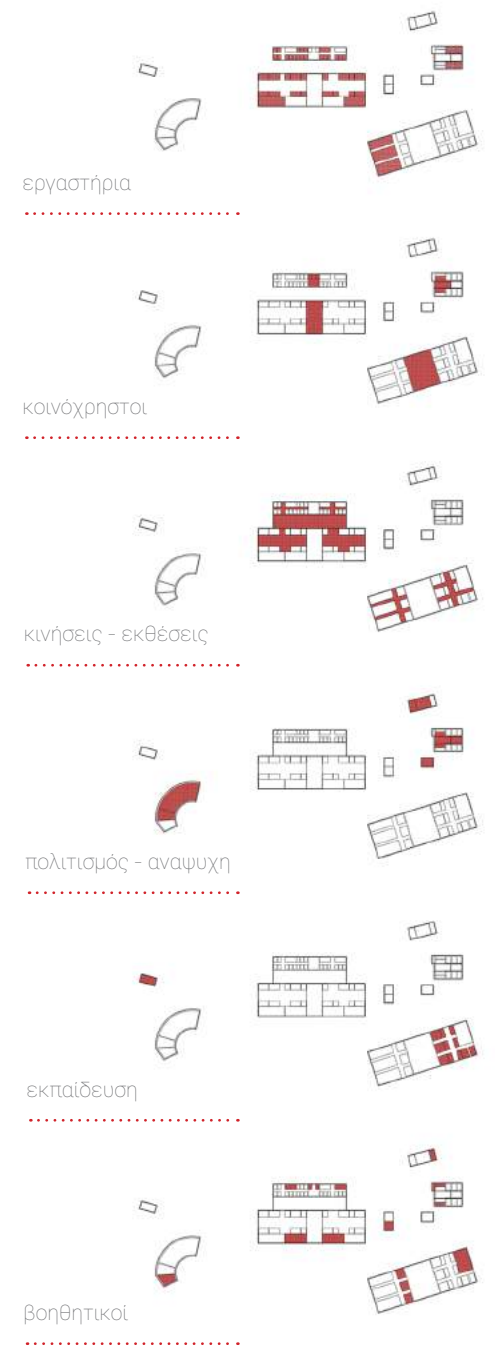 εργαστήρια
κοινόχρηστοι
κινήσεις - εκθέσεις
πολιτισμός - αναψυχη
εκπαίδευση
βοηθητικοί